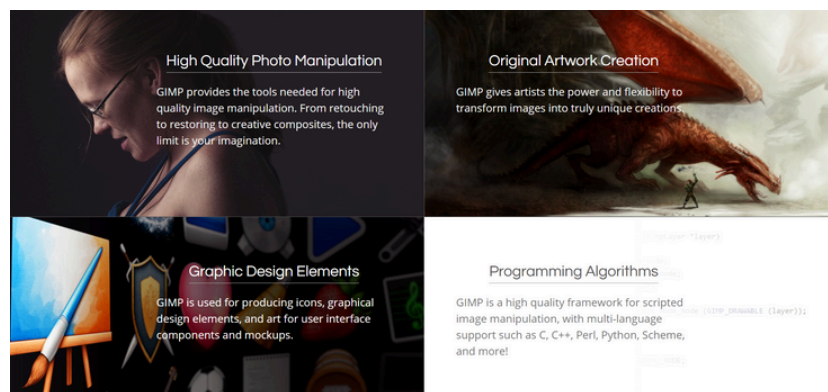 High Quality Photo Manipulation
GIMP provides the tools needed for high
quality image manipulation. From retouching
to restoring to creative composites, the only
limit is your imagination.
Original Artwork Creation
GIMP gives artists the power and flexibility to
transform images into truly unique creations.
Graphic Design Elements
GIMP is used for producing icons, graphical
design elements, and art for user interface
components and mockups.
Programming Algorithms
GIMP is a high quality framework for scripted
image manipulation, with multi-language
support such as C, C++, Perl, Python, Scheme,
and more!
(GIMP_DRAWABLE (layer));